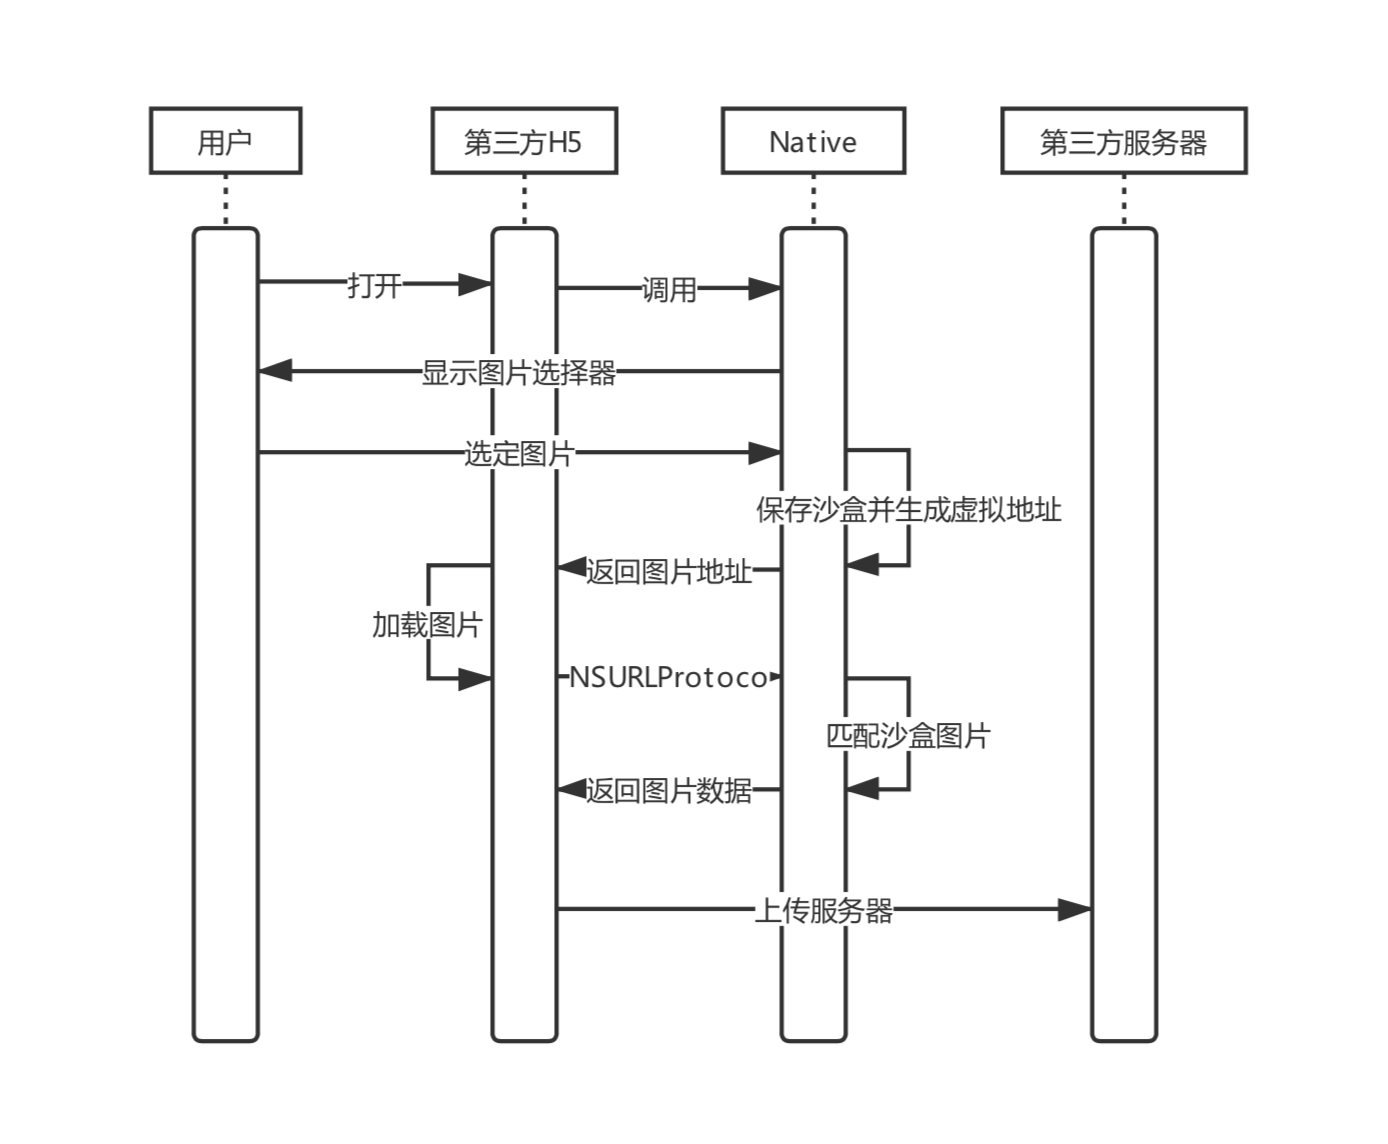 用户
第三方H5
Native
第三方服务器
打开
调用
显示图片选择器
选定图片
保存沙盒并生成虚拟地址
返回图片地址
加载图片
NSURLProtoco
匹配沙盒图片
返回图片数据
上传服务器